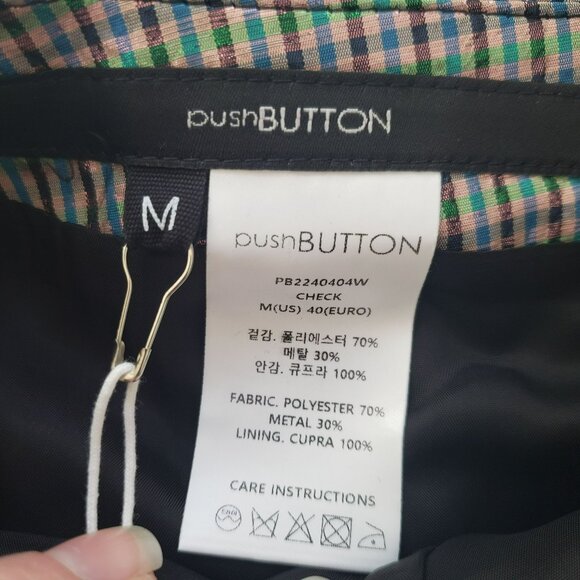 pushBUTTON
M
pushBUTTON
PB2240404W
CHECK
M(US) 40(EURO)
겉감. 폴리에스터 70%
메탈 30%
안감. 큐프라 100%
FABRIC. POLYESTER 70%
METAL 30%
LINING. CUPRA 100%
CARE INSTRUCTIONS